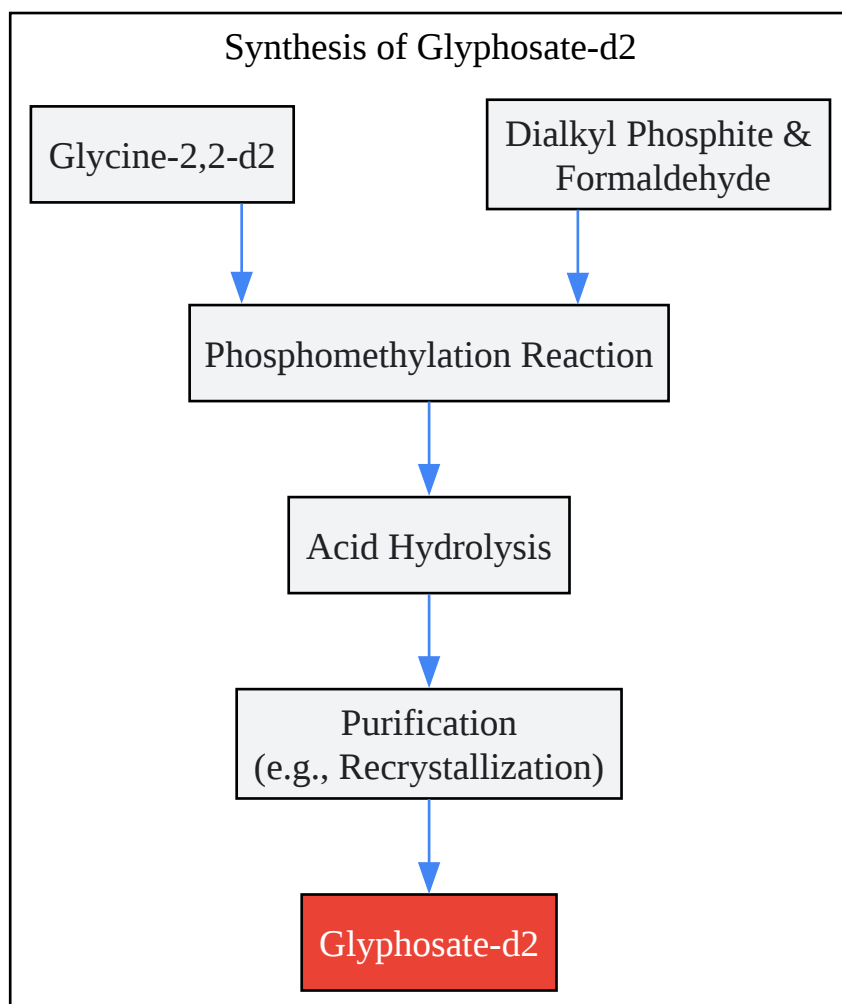 Synthesis of Glyphosate-d2
Glycine-2,2-d2
Dialkyl Phosphite &
Formaldehyde
Phosphomethylation Reaction
Acid Hydrolysis
Purification
(e.g., Recrystallization)
Glyphosate-d2